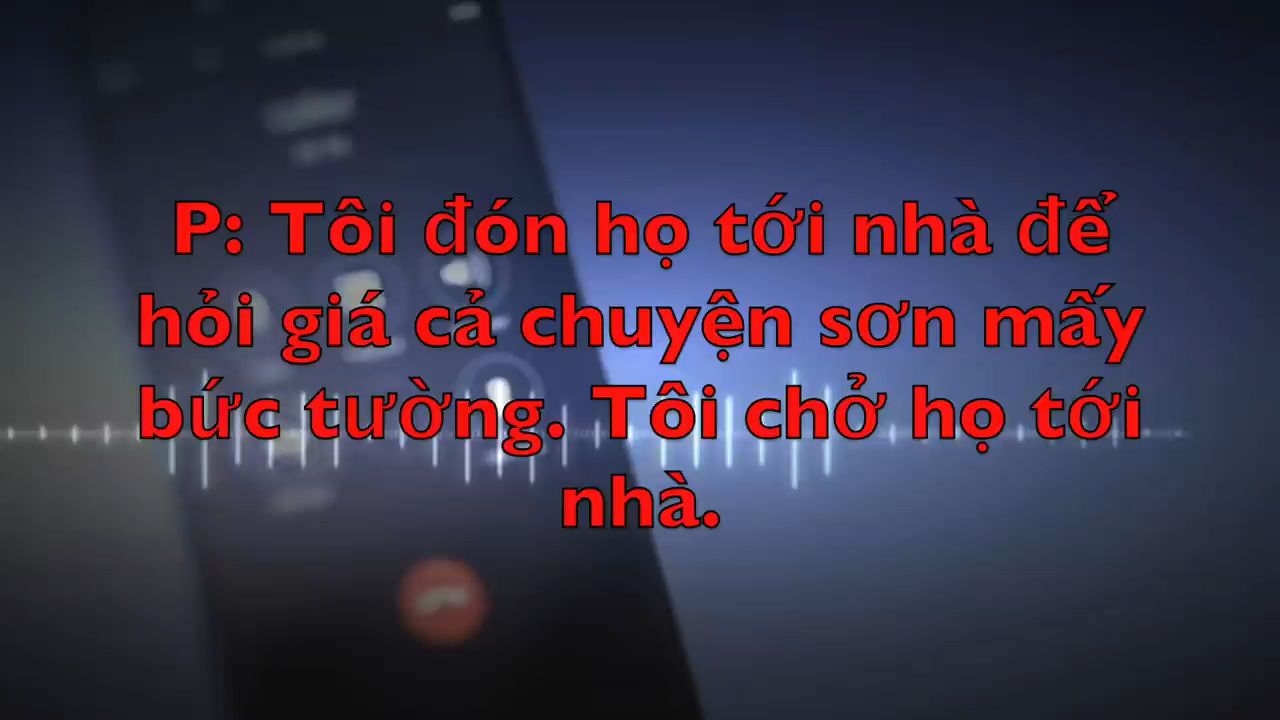 P: Tôi đón họ tới nhà để
hỏi giá cả chuyện sơn mấy
bức tường. Tôi chở họ tới
nhà.